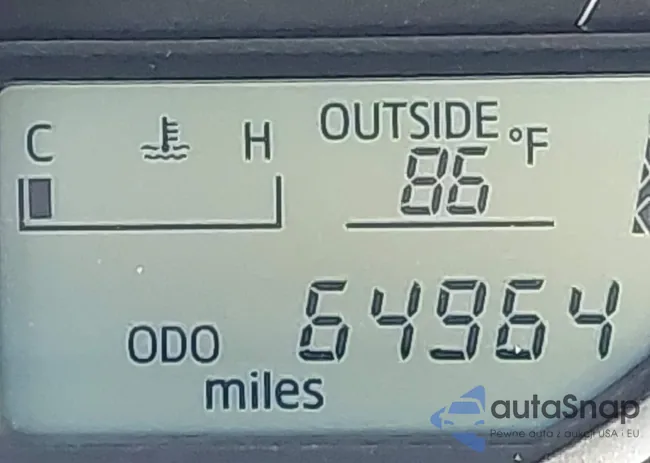 C H
OUTSIDE °F
86
64964
ODO
miles
autaSnap
Pewne auta z aukcji USA i EU